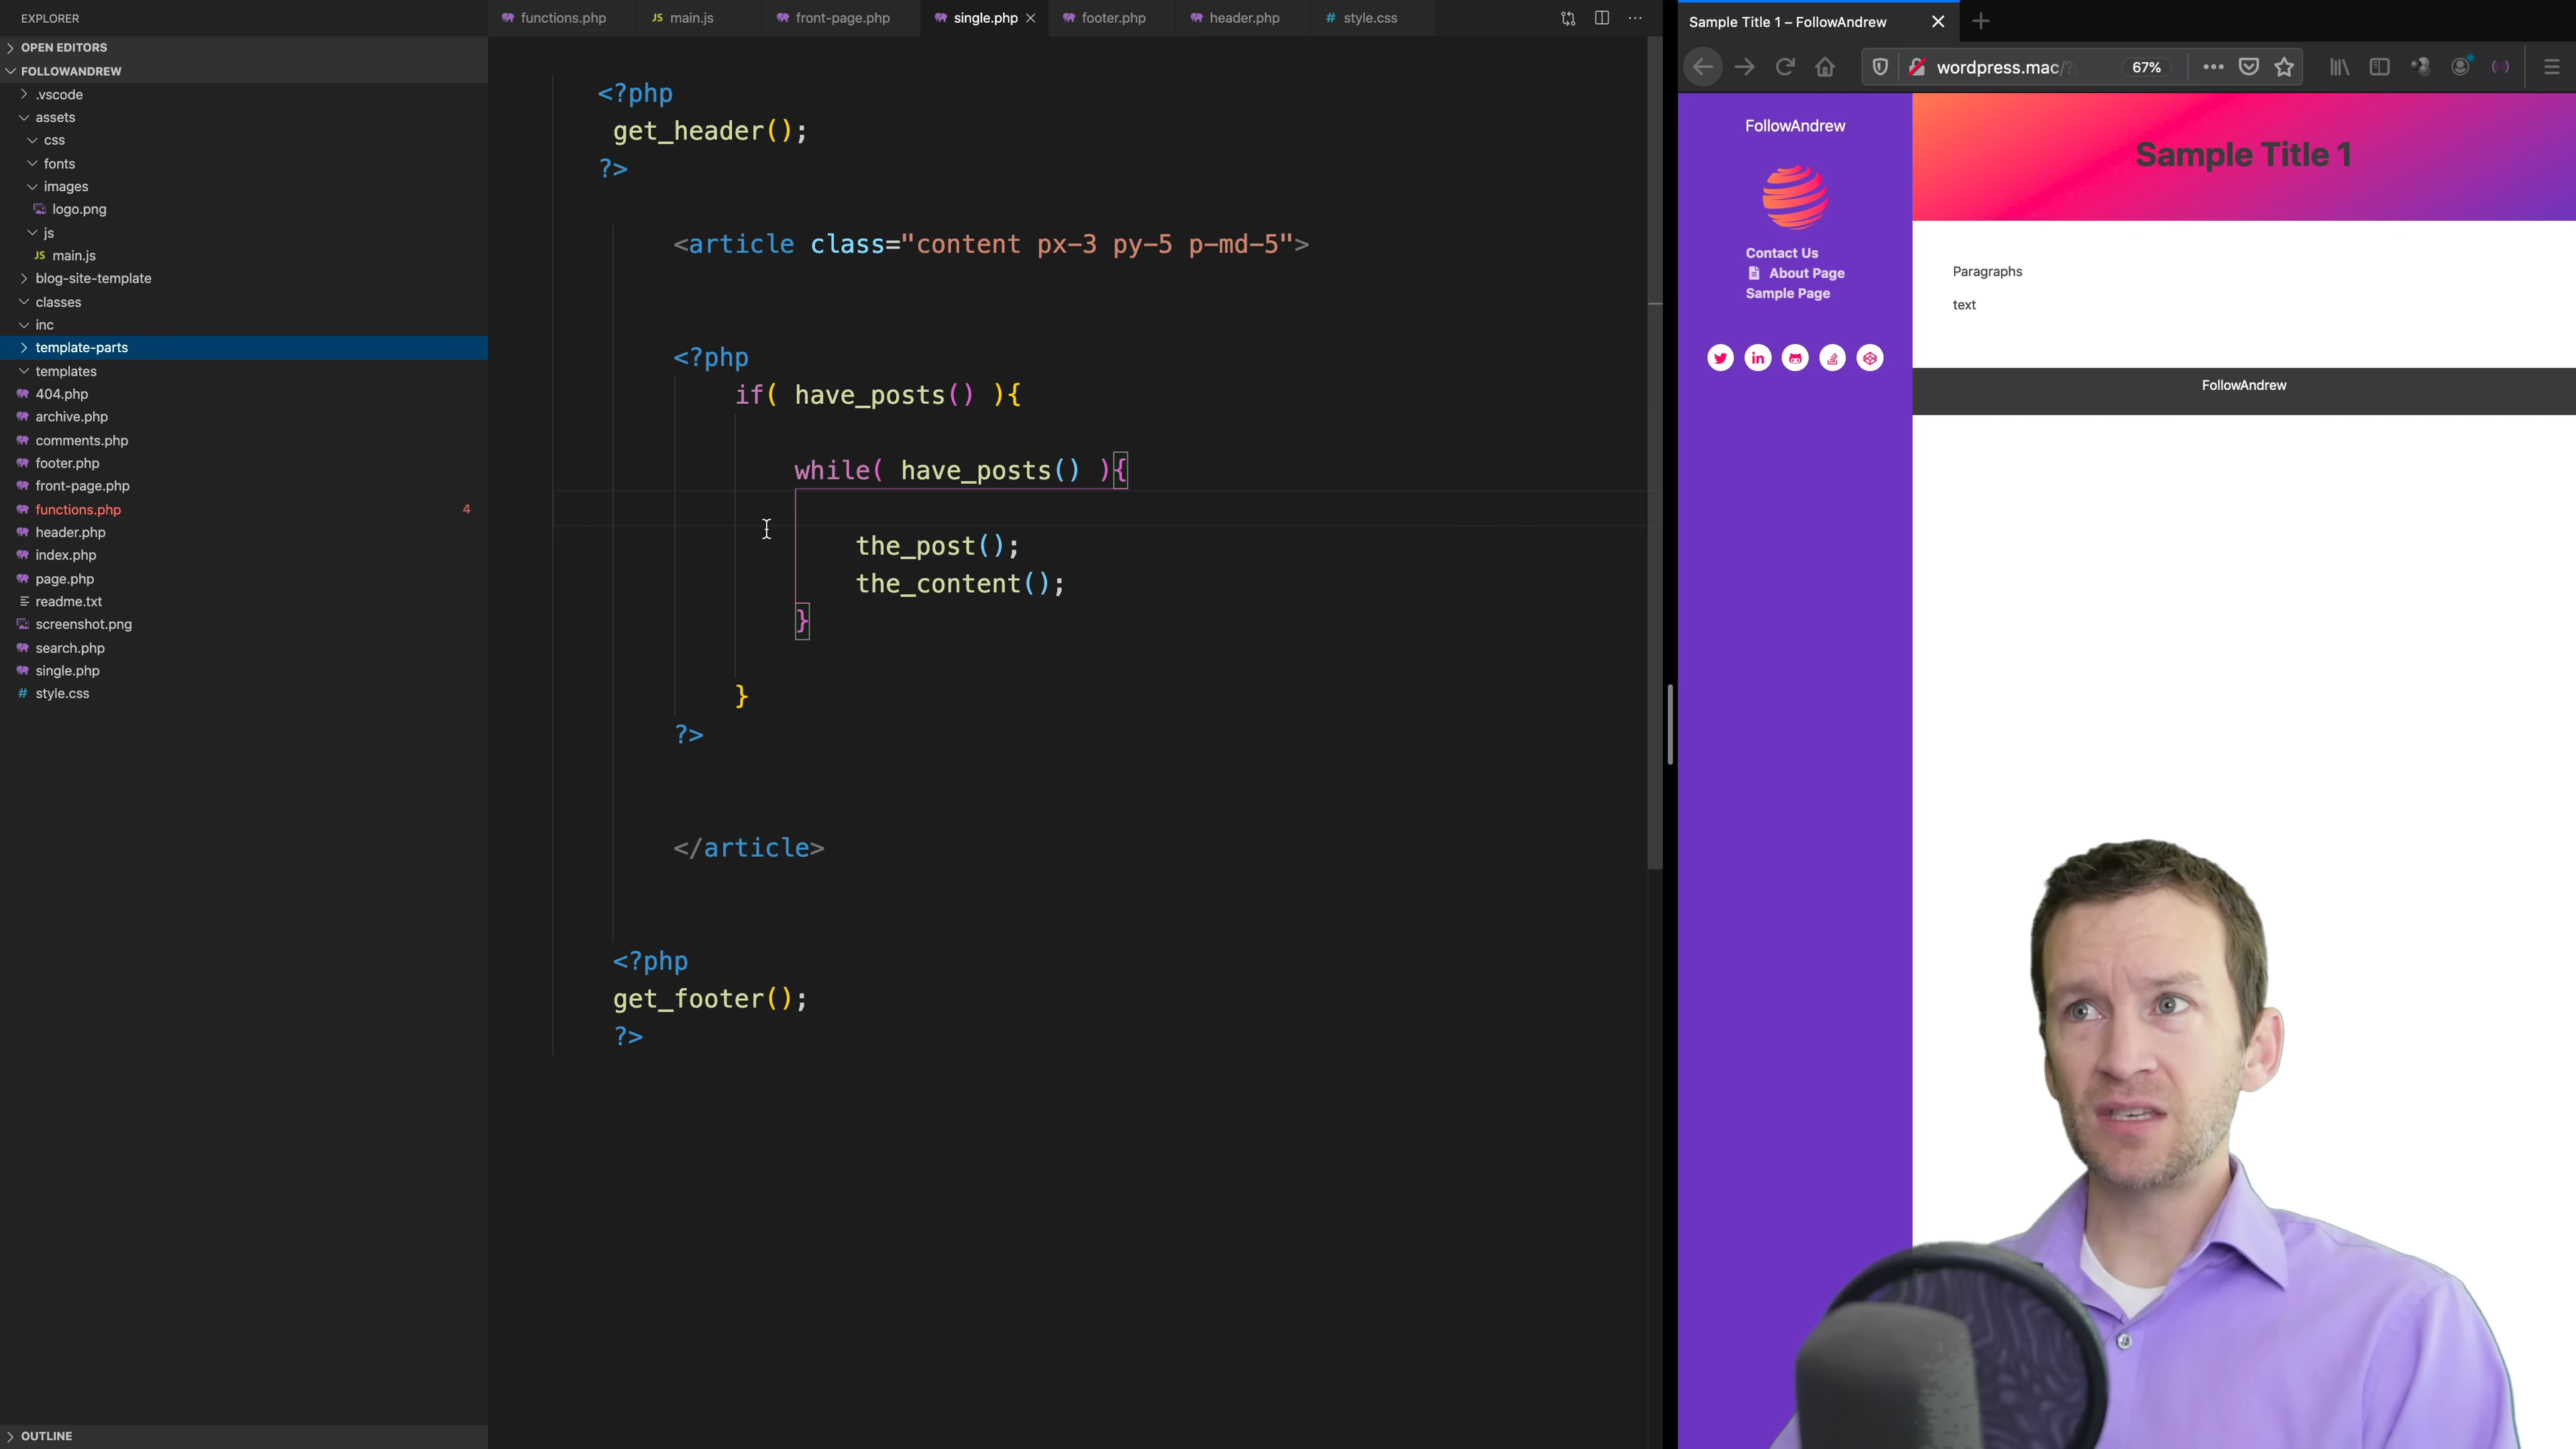 EXPLORER
OPEN EDITORS
FOLLOWANDREW
.vscode
assets
css
fonts
images
logo.png
js
JS main.js
blog-site-template
classes
inc
template-parts
templates
404.php
archive.php
comments.php
footer.php
front-page.php
functions.php 4
header.php
index.php
page.php
readme.txt
screenshot.png
search.php
single.php
# style.css
OUTLINE
functions.php
JS main.js
front-page.php
single.php
footer.php
header.php
# style.css
<?php
get_header();
?>
<article class="content px-3 py-5 p-md-5">
<?php
if( have_posts() ){
while( have_posts() ){
the_post();
the_content();
}
}
?>
</article>
<?php
get_footer();
?>
Sample Title 1 – FollowAndrew
wordpress.mac/?
67%
FollowAndrew
Contact Us
About Page
Sample Page
Sample Title 1
Paragraphs
text
FollowAndrew